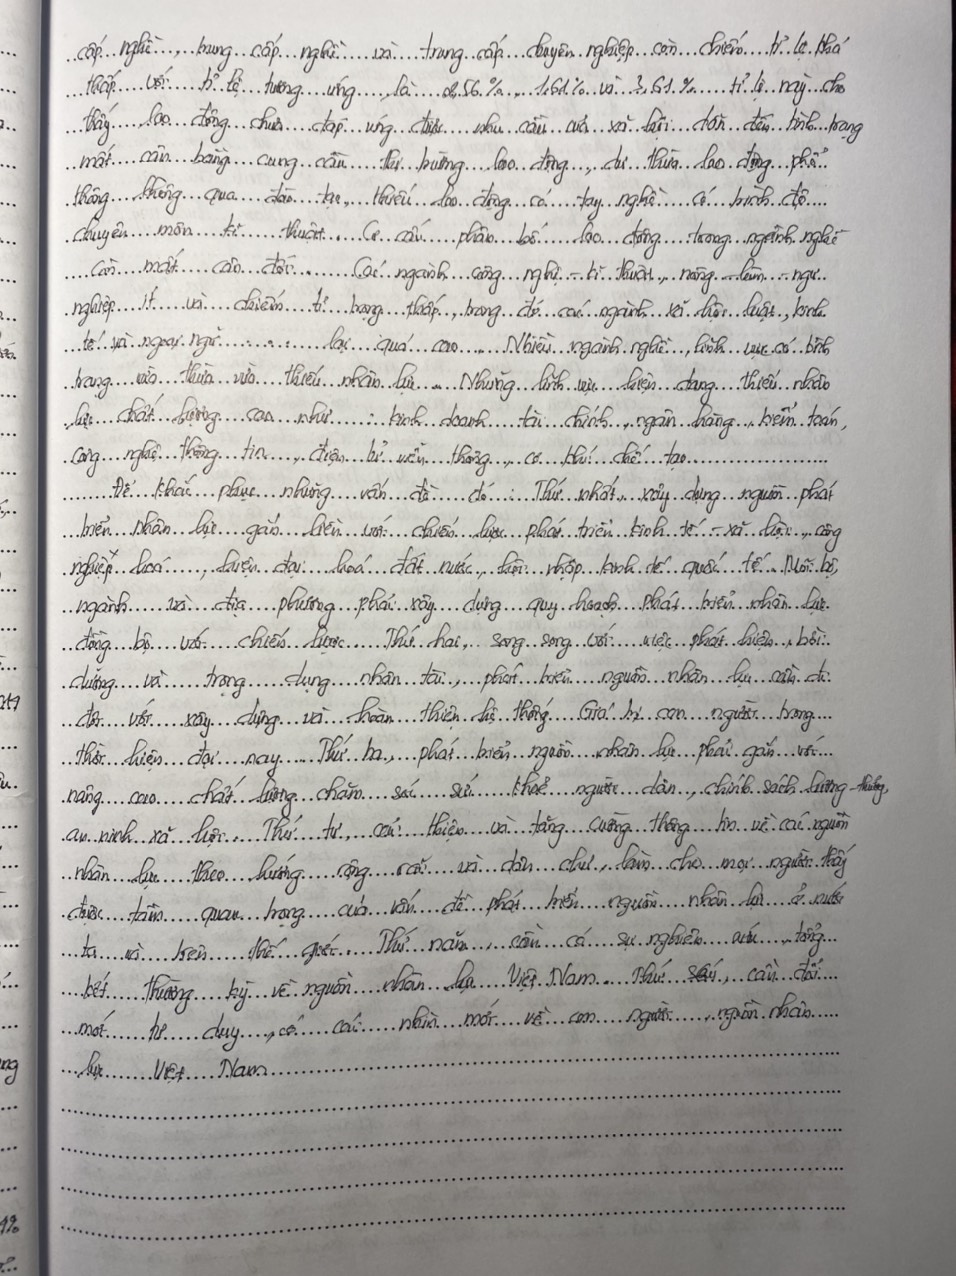 cấp nghề, trung cấp nghề và trung cấp chuyên nghiệp còn chiếm tỉ lệ khá
thấp với tỉ lệ tương ứng, là 2,56%, 1,61% và 3,61% tỉ lệ này cho
thấy, lao động chưa đáp ứng được nhu cầu của xã hội dẫn đến tình trạng
mất cân bằng cung cầu thị trường lao động, dư thừa lao động phổ
thông không qua đào tạo, thiếu lao động có tay nghề có trình độ
chuyên môn kĩ thuật. Cơ cấu phân bố lao động trong ngành nghề
còn mất cân đối. Các ngành công nghệ - kĩ thuật, nông - lâm - ngư
nghiệp ít và chiếm tỉ trọng thấp, trong đó các ngành xã hội luật, kinh
tế và ngoại ngữ ... lại quá cao. Nhiều ngành nghề, lĩnh vực có tình
trạng vừa thừa vừa thiếu nhân lực. Những lĩnh vực hiện đang thiếu nhân
lực chất lượng cao như: kinh doanh tài chính, ngân hàng, kiểm toán,
công nghệ thông tin, điện tử viễn thông, cơ khí chế tạo
Để khắc phục những vấn đề đó: Thứ nhất, xây dựng nguồn phát
triển nhân lực gắn liền với chiến lược phát triển kinh tế - xã hội, công
nghiệp hoá, hiện đại hoá đất nước, hội nhập kinh tế quốc tế. Mỗi bộ,
ngành và địa phương phải xây dựng quy hoạch phát triển nhân lực
đồng bộ với chiến lược. Thứ hai, song song với việc phát hiện, bồi
dưỡng và trọng dụng nhân tài, phát triển nguồn nhân lực cần đi
đôi với xây dựng và hoàn thiện hệ thống Giá trị con người trong
thời hiện đại nay. Thứ ba, phát triển nguồn nhân lực phải gắn với
nâng cao chất lượng chăm sóc sức khoẻ người dân, chính sách lương - thưởng,
an ninh xã hội. Thứ tư, cải thiện và tăng cường thông tin về các nguồn
nhân lực theo hướng rộng rãi và dân chủ, làm cho mọi người thấy
được tầm quan trọng của vấn đề phát triển nguồn nhân lực ở nước
ta và trên thế giới. Thứ năm, cần có sự nghiên cứu, tổng
kết thường kỳ về nguồn nhân lực Việt Nam. Thứ sáu, cần đổi
mới tư duy, có cái nhìn mới về con người, nguồn nhân
lực Việt Nam